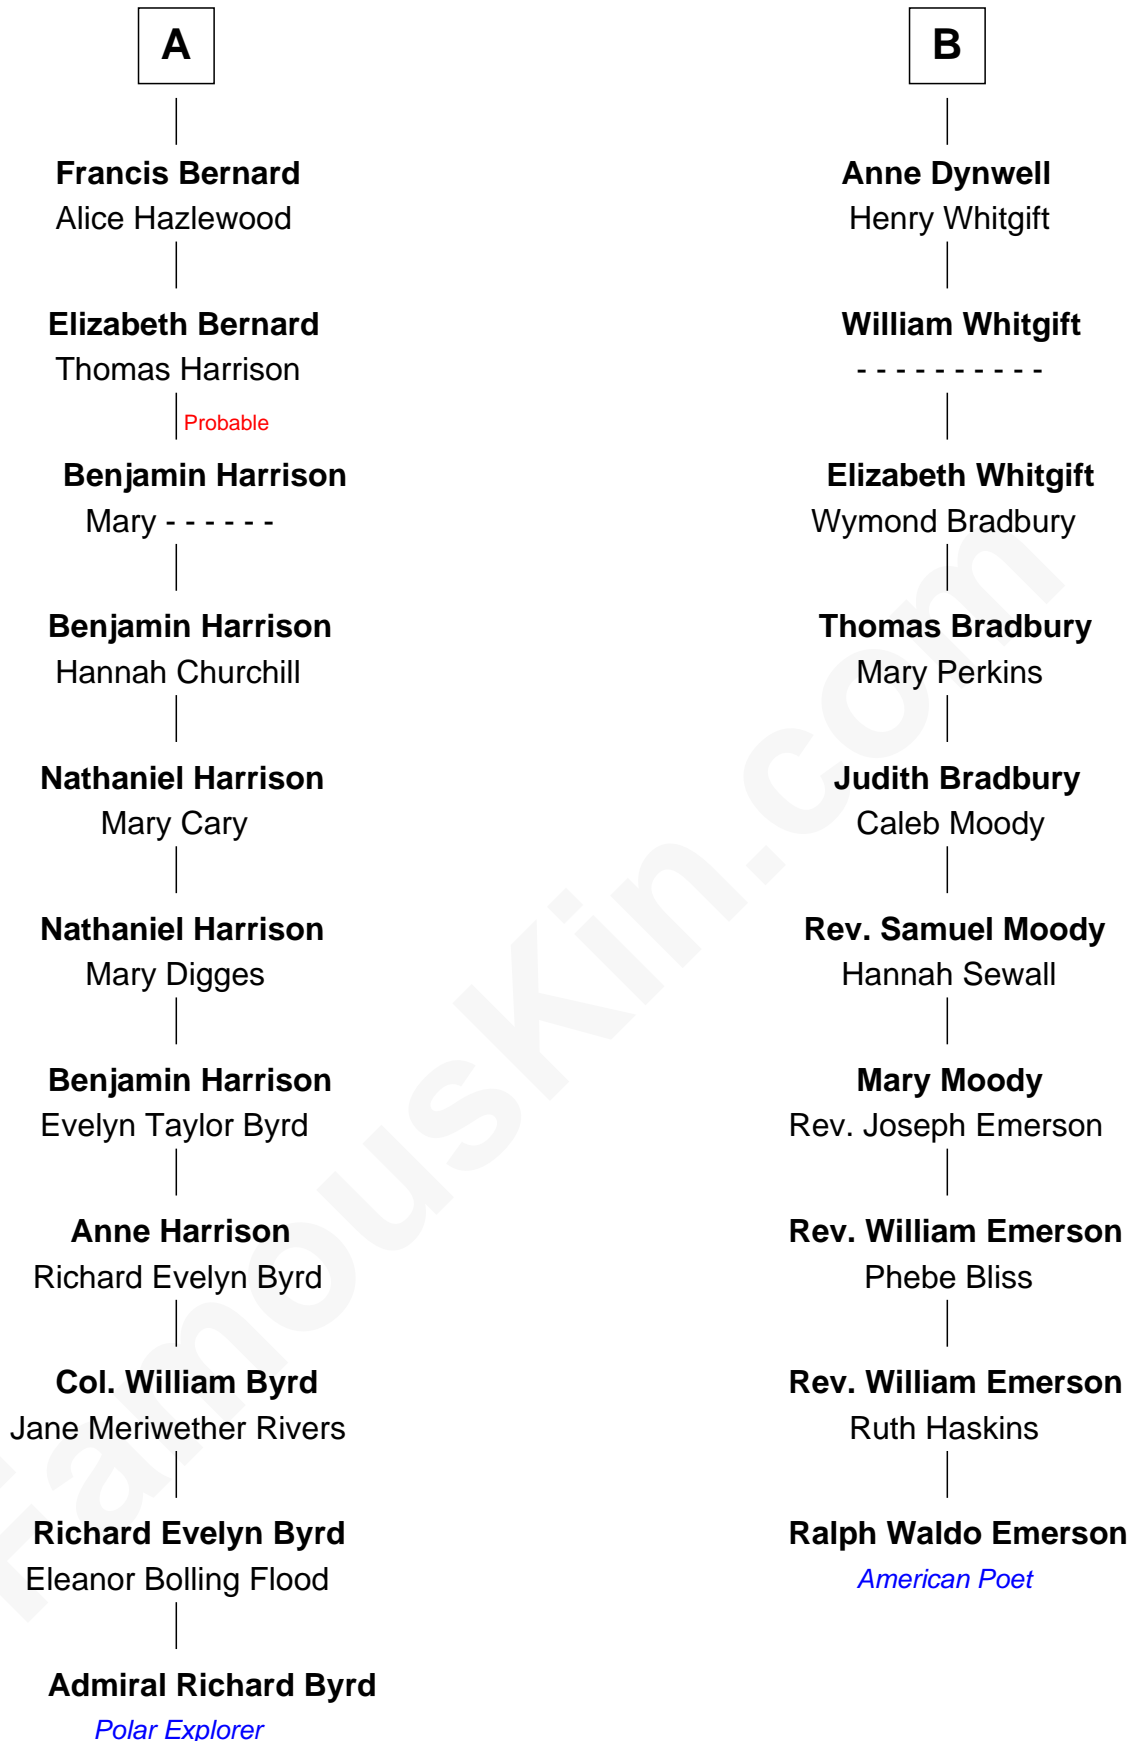 A
Francis Bernard
Alice Hazlewood
Elizabeth Bernard
Thomas Harrison
Probable
Benjamin Harrison
Mary - - - - - -
Benjamin Harrison
Hannah Churchill
Nathaniel Harrison
Mary Cary
Nathaniel Harrison
Mary Digges
Benjamin Harrison
Evelyn Taylor Byrd
Anne Harrison
Richard Evelyn Byrd
Col. William Byrd
Jane Meriwether Rivers
Richard Evelyn Byrd
Eleanor Bolling Flood
Admiral Richard Byrd
Polar Explorer
B
Anne Dynwell
Henry Whitgift
William Whitgift
- - - - - - - - - -
Elizabeth Whitgift
Wymond Bradbury
Thomas Bradbury
Mary Perkins
Judith Bradbury
Caleb Moody
Rev. Samuel Moody
Hannah Sewall
Mary Moody
Rev. Joseph Emerson
Rev. William Emerson
Phebe Bliss
Rev. William Emerson
Ruth Haskins
Ralph Waldo Emerson
American Poet
FamousKin.com